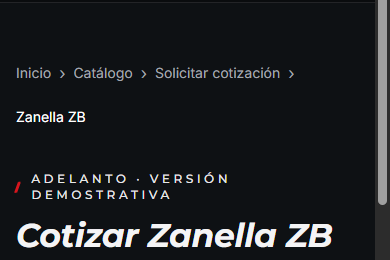 Inicio › Catálogo › Solicitar cotización ›
Zanella ZB
ADELANTO · VERSIÓN
DEMOSTRATIVA
Cotizar Zanella ZB